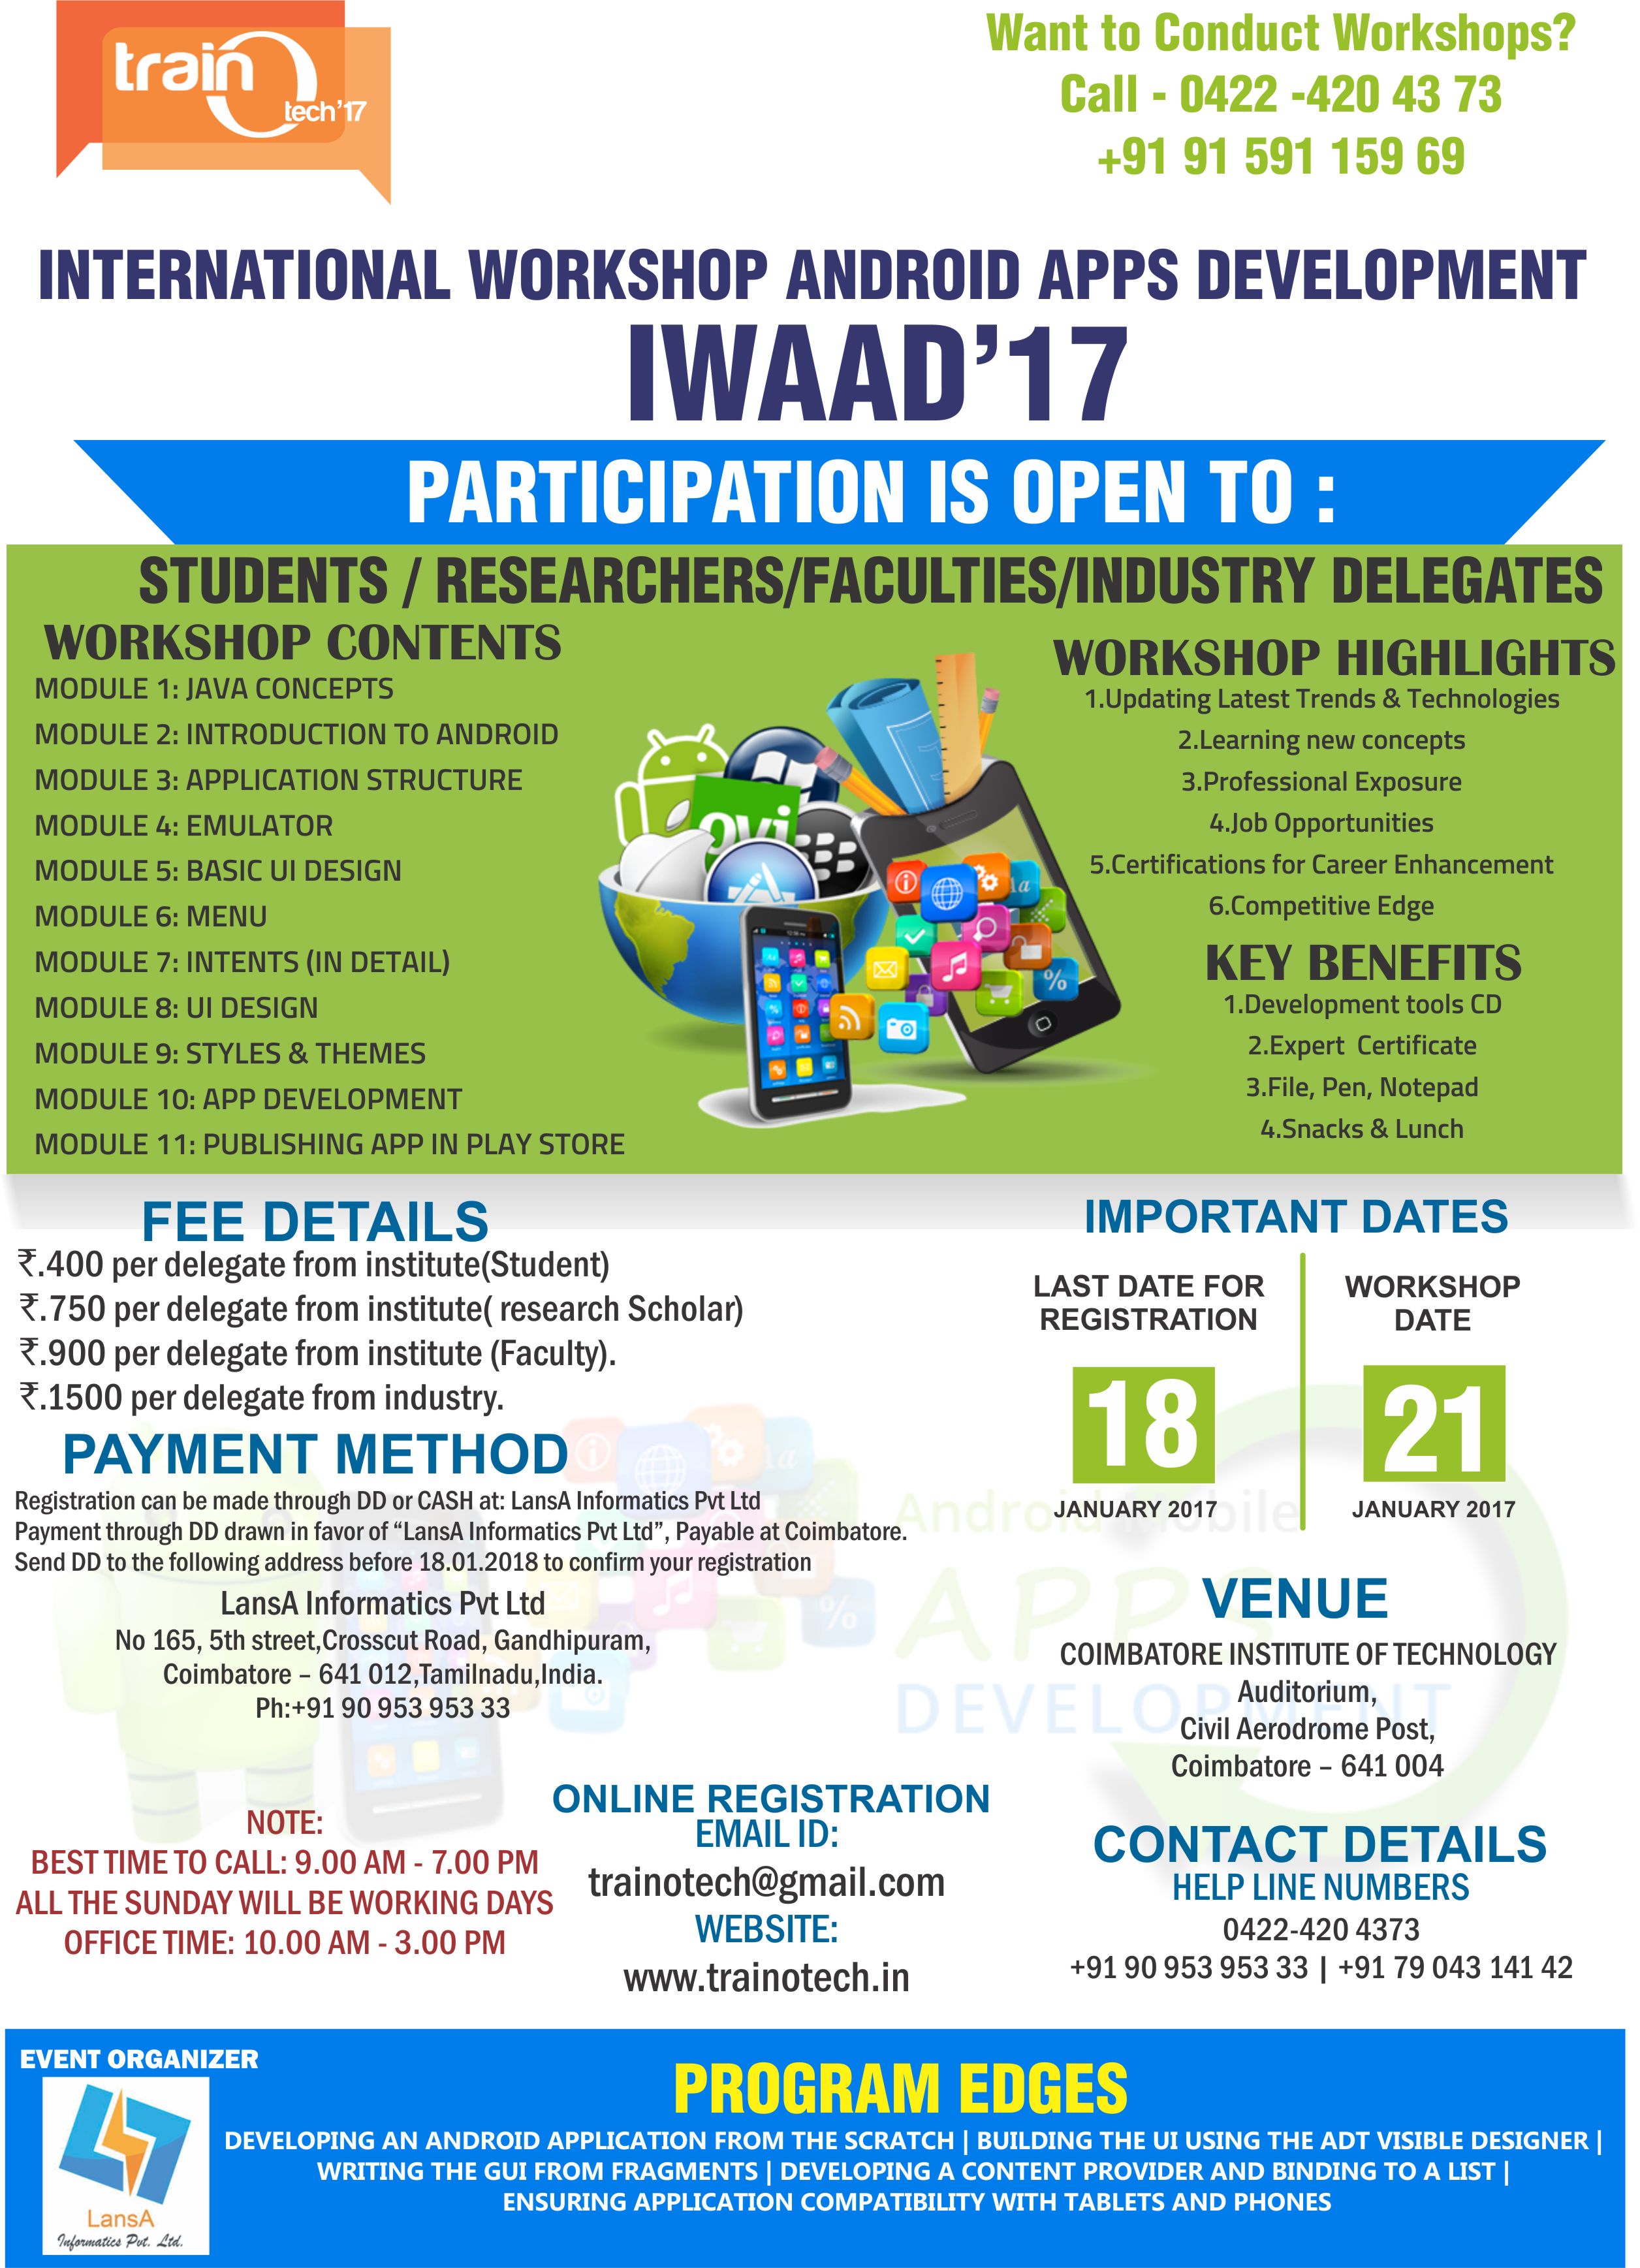 train
tech'17
Want to Conduct Workshops?
Call - 0422 -420 43 73
+91 91 591 159 69
INTERNATIONAL WORKSHOP ANDROID APPS DEVELOPMENT
IWAAD’17
PARTICIPATION IS OPEN TO :
STUDENTS / RESEARCHERS/FACULTIES/INDUSTRY DELEGATES
WORKSHOP CONTENTS
MODULE 1: JAVA CONCEPTS
MODULE 2: INTRODUCTION TO ANDROID
MODULE 3: APPLICATION STRUCTURE
MODULE 4: EMULATOR
MODULE 5: BASIC UI DESIGN
MODULE 6: MENU
MODULE 7: INTENTS (IN DETAIL)
MODULE 8: UI DESIGN
MODULE 9: STYLES & THEMES
MODULE 10: APP DEVELOPMENT
MODULE 11: PUBLISHING APP IN PLAY STORE
ovi
Aa
%
WORKSHOP HIGHLIGHTS
1.Updating Latest Trends & Technologies
2.Learning new concepts
3.Professional Exposure
4.Job Opportunities
5.Certifications for Career Enhancement
6.Competitive Edge
KEY BENEFITS
1.Development tools CD
2.Expert Certificate
3.File, Pen, Notepad
4.Snacks & Lunch
FEE DETAILS
₹.400 per delegate from institute(Student)
₹.750 per delegate from institute( research Scholar)
₹.900 per delegate from institute (Faculty).
₹.1500 per delegate from industry.
PAYMENT METHOD
Registration can be made through DD or CASH at: LansA Informatics Pvt Ltd
Payment through DD drawn in favor of “LansA Informatics Pvt Ltd”, Payable at Coimbatore.
Send DD to the following address before 18.01.2018 to confirm your registration
LansA Informatics Pvt Ltd
No 165, 5th street,Crosscut Road, Gandhipuram,
Coimbatore – 641 012,Tamilnadu,India.
Ph:+91 90 953 953 33
IMPORTANT DATES
LAST DATE FOR
REGISTRATION
18
JANUARY 2017
WORKSHOP
DATE
21
JANUARY 2017
Android Mobile
APPS
DEVELOPMENT
VENUE
COIMBATORE INSTITUTE OF TECHNOLOGY
Auditorium,
Civil Aerodrome Post,
Coimbatore – 641 004
NOTE:
BEST TIME TO CALL: 9.00 AM - 7.00 PM
ALL THE SUNDAY WILL BE WORKING DAYS
OFFICE TIME: 10.00 AM - 3.00 PM
ONLINE REGISTRATION
EMAIL ID:
trainotech@gmail.com
WEBSITE:
www.trainotech.in
CONTACT DETAILS
HELP LINE NUMBERS
0422-420 4373
+91 90 953 953 33 | +91 79 043 141 42
EVENT ORGANIZER
LansA
Informatics Pvt. Ltd.
PROGRAM EDGES
DEVELOPING AN ANDROID APPLICATION FROM THE SCRATCH | BUILDING THE UI USING THE ADT VISIBLE DESIGNER |
WRITING THE GUI FROM FRAGMENTS | DEVELOPING A CONTENT PROVIDER AND BINDING TO A LIST |
ENSURING APPLICATION COMPATIBILITY WITH TABLETS AND PHONES